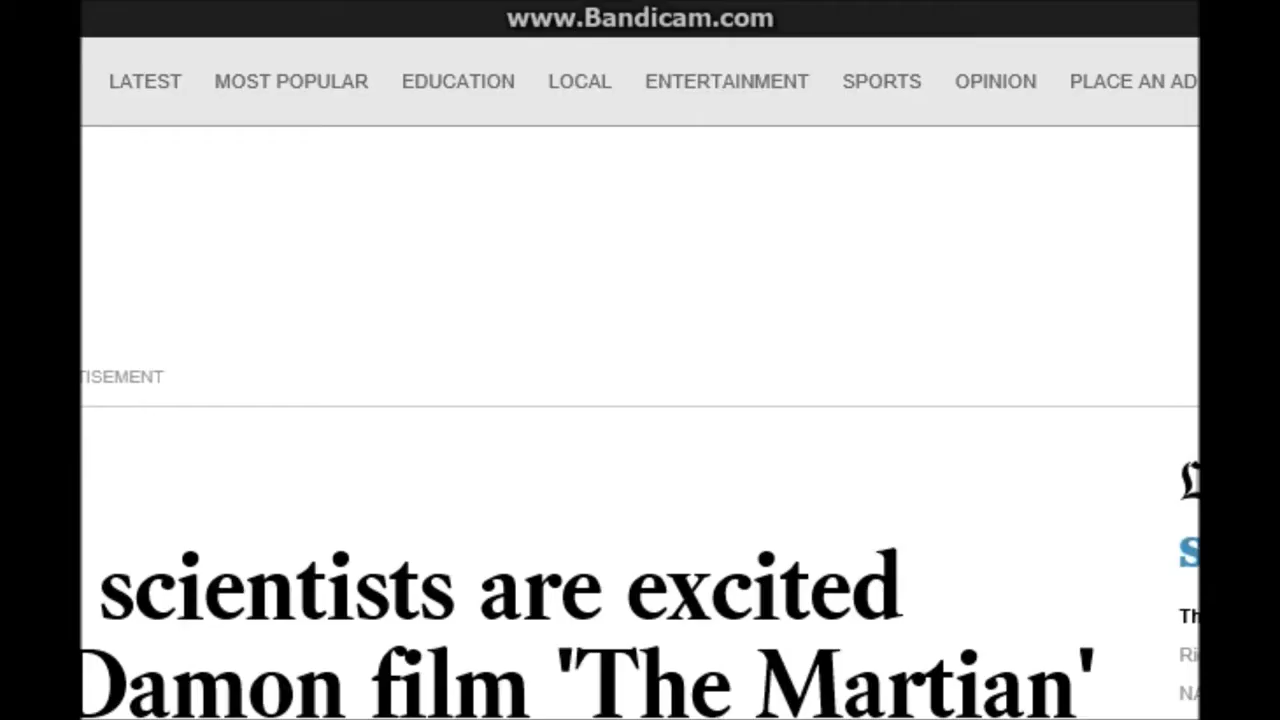 www.Bandicam.com
LATEST MOST POPULAR EDUCATION LOCAL ENTERTAINMENT SPORTS OPINION PLACE AN AD
TISEMENT
scientists are excited
Damon film 'The Martian'